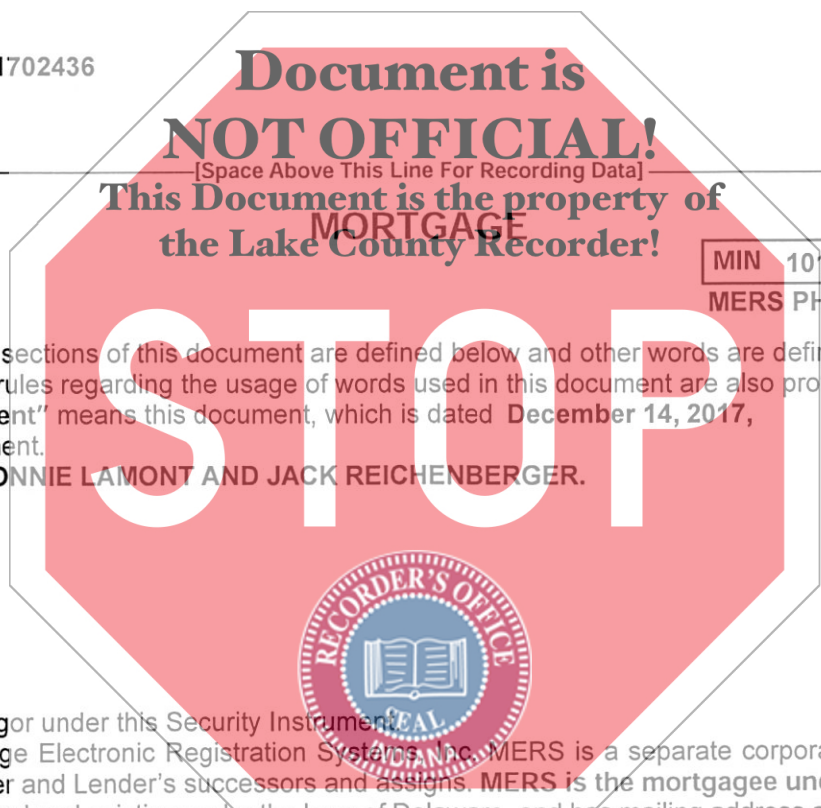 1702436
Document is
NOT OFFICIAL!
[Space Above This Line For Recording Data]
This Document is the property of
MORTGAGE
the Lake County Recorder!
MIN 10
MERS PH
STOP
sections of this document are defined below and other words are defi
rules regarding the usage of words used in this document are also pro
ent" means this document, which is dated December 14, 2017,
ent.
ONNIE LAMONT AND JACK REICHENBERGER.
RECORDER'S OFFICE
SEAL
INDIANA
gor under this Security Instrument.
ge Electronic Registration Systems, Inc. MERS is a separate corpora
er and Lender's successors and assigns. MERS is the mortgagee un